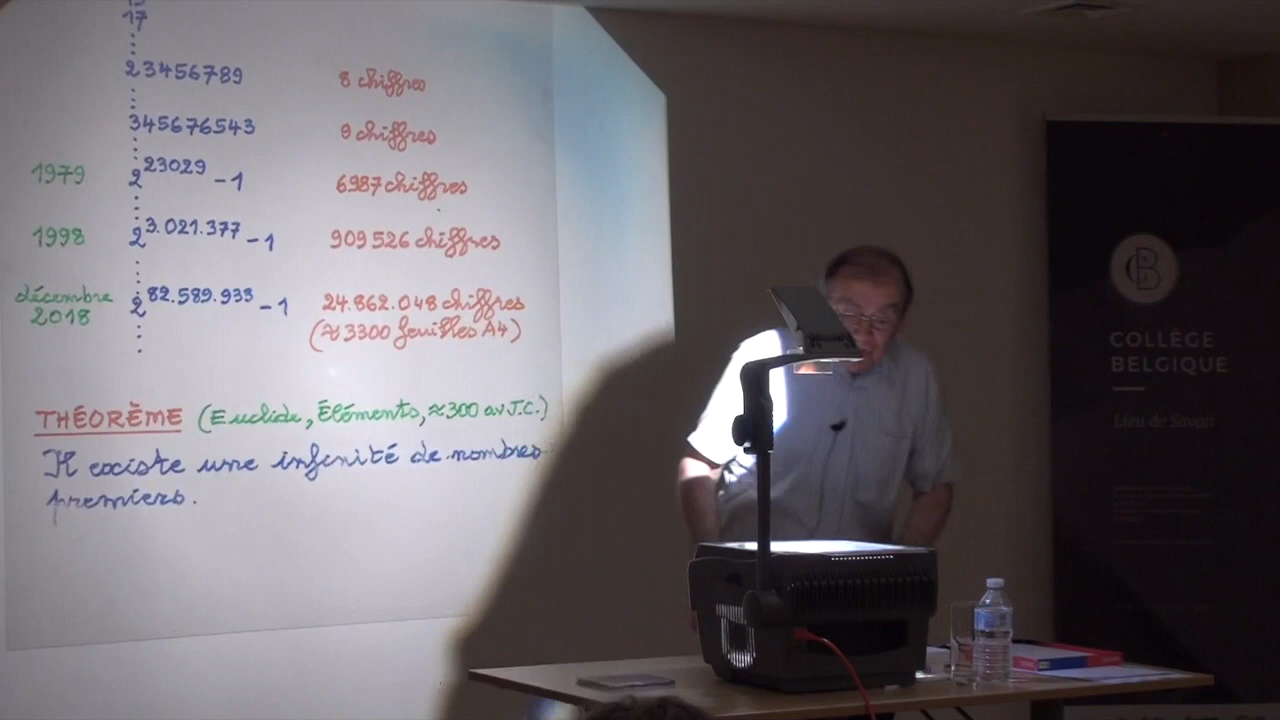 17
23456789 8 chiffres
345676543 9 chiffres
1979 2^23029 -1 6987 chiffres
1998 2^3.021.377 -1 909526 chiffres
décembre 2^82.589.933 -1 24.862.048 chiffres
2018 (≈3300 feuilles A4)
THÉORÈME (Euclide, Éléments, ≈300 av J.C.)
Il existe une infinité de nombres
premiers.
COLLÈGE
BELGIQUE
Lieu de Savoir